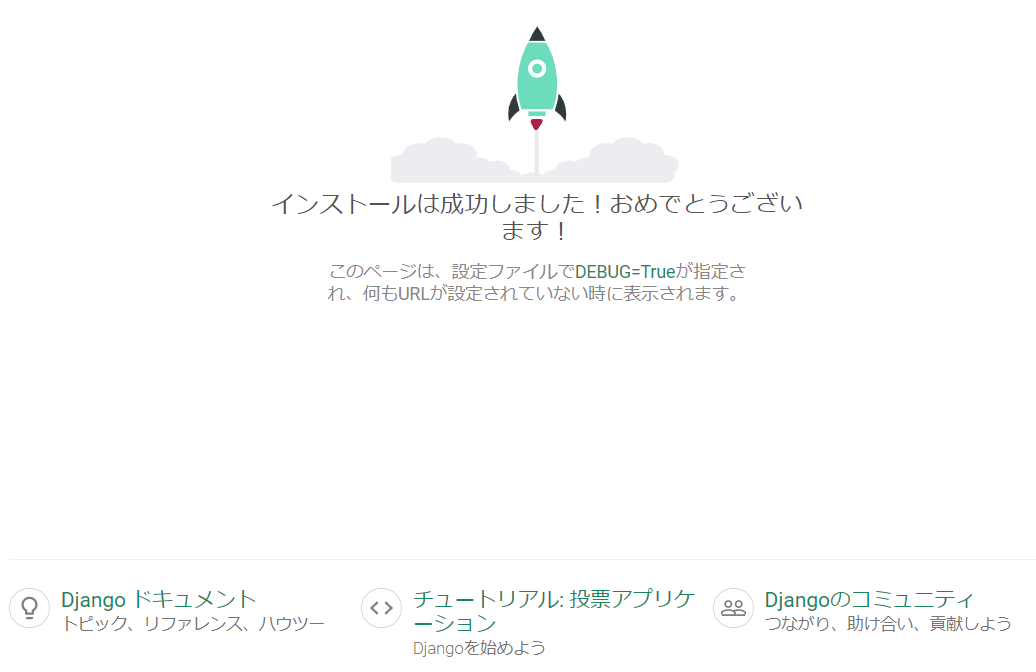 インストールは成功しました！おめでとうござい
ます！
このページは、設定ファイルでDEBUG=Trueが指定さ
れ、何もURLが設定されていない時に表示されます。
Django ドキュメント
トピック、リファレンス、ハウツー
チュートリアル: 投票アプリケ
ーション
Djangoを始めよう
Djangoのコミュニティ
つながり、助け合い、貢献しよう